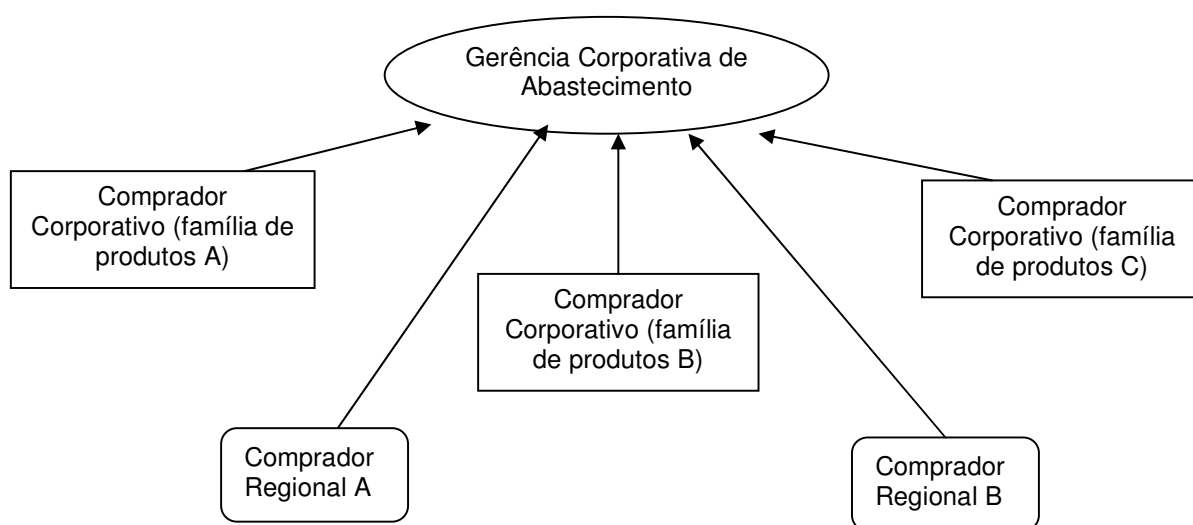 Gerência Corporativa de
Abastecimento
Comprador
Corporativo (família de
produtos A)
Comprador
Corporativo (família
de produtos B)
Comprador
Corporativo (família
de produtos C)
Comprador
Regional A
Comprador
Regional B